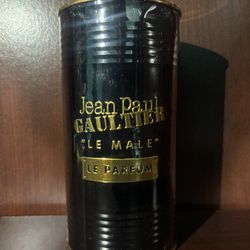 Jean Paul
GAULTIER
"LE MALE"
LE PARFUM